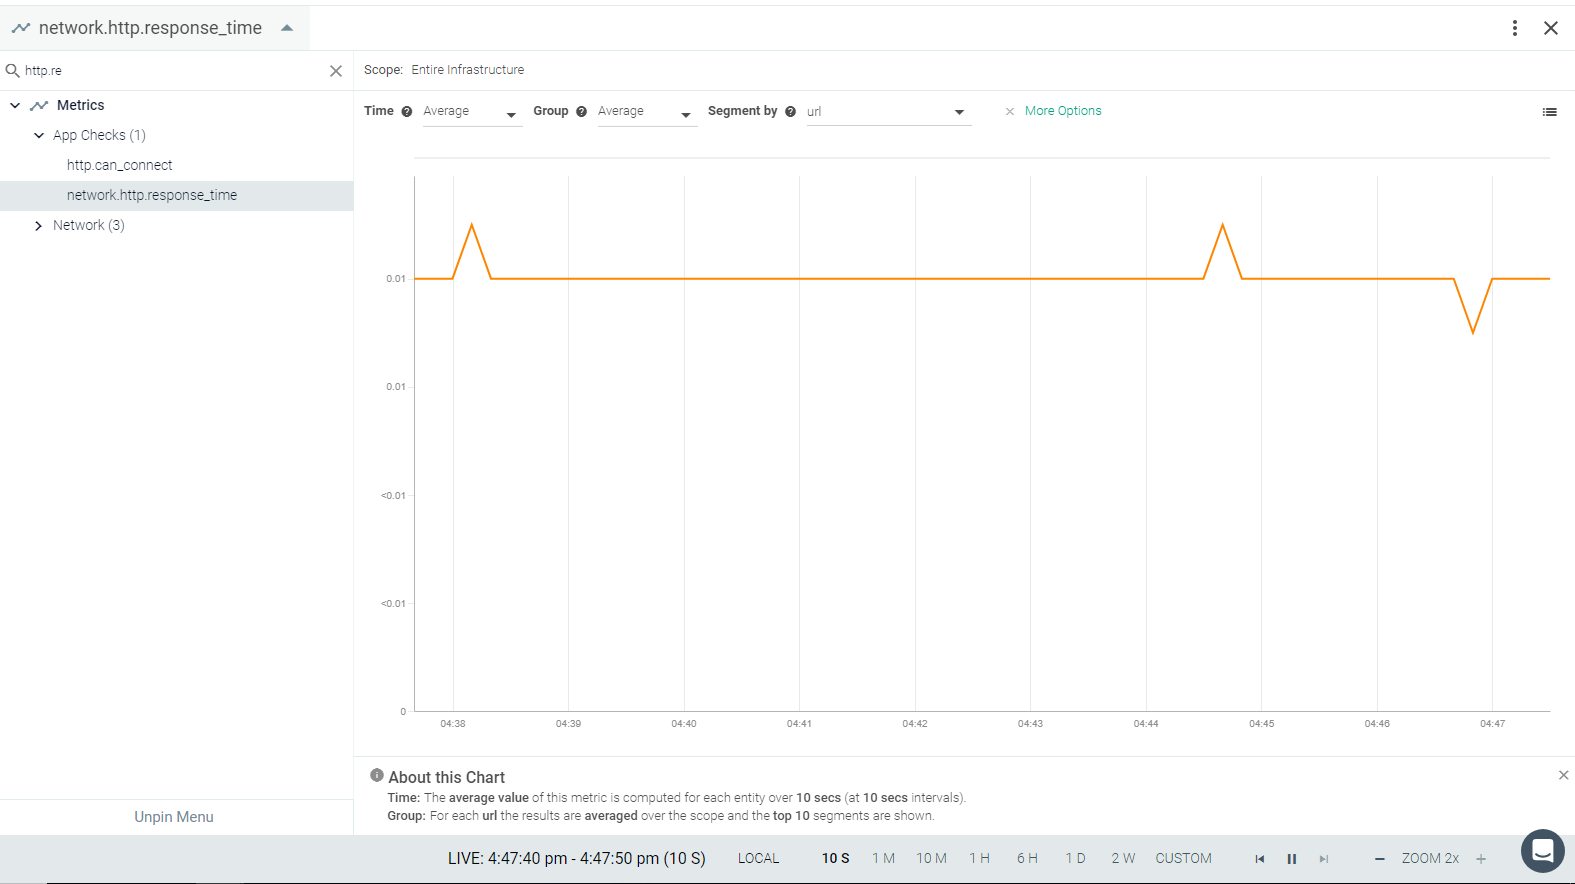 network.http.response_time
http.re
Scope: Entire Infrastructure
Metrics
Time Average Group Average Segment by url More Options
App Checks (1)
http.can_connect
network.http.response_time
Network (3)
0.01
0.01
<0.01
<0.01
0
04:38 04:39 04:40 04:41 04:42 04:43 04:44 04:45 04:46 04:47
About this Chart
Time: The average value of this metric is computed for each entity over 10 secs (at 10 secs intervals).
Group: For each url the results are averaged over the scope and the top 10 segments are shown.
Unpin Menu
LIVE: 4:47:40 pm - 4:47:50 pm (10 S) LOCAL 10 S 1 M 10 M 1 H 6 H 1 D 2 W CUSTOM ZOOM 2x